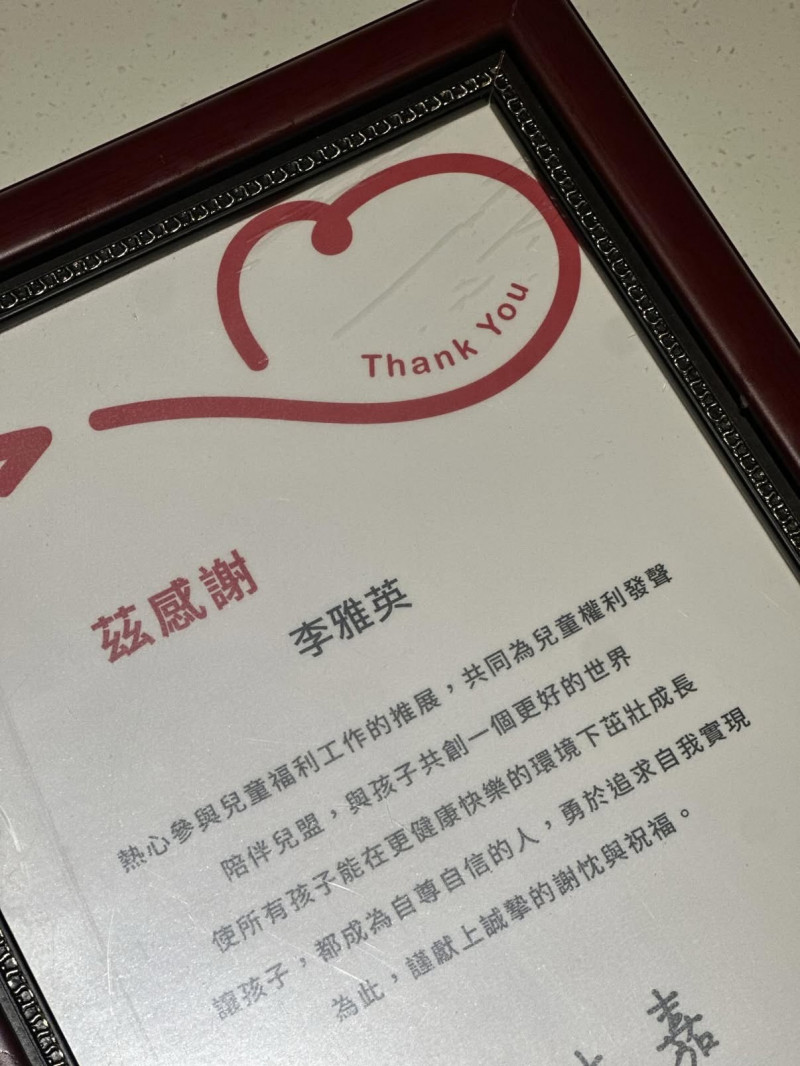 Thank You
茲感謝
李雅英
熱心參與兒童福利工作的推展，共同為兒童權利發聲
陪伴兒盟，與孩子共創一個更好的世界
使所有孩子能在更健康快樂的環境下茁壯成長
讓孩子，都成為自尊自信的人，勇於追求自我實現
為此，謹獻上誠摯的謝忱與祝福。
嘉